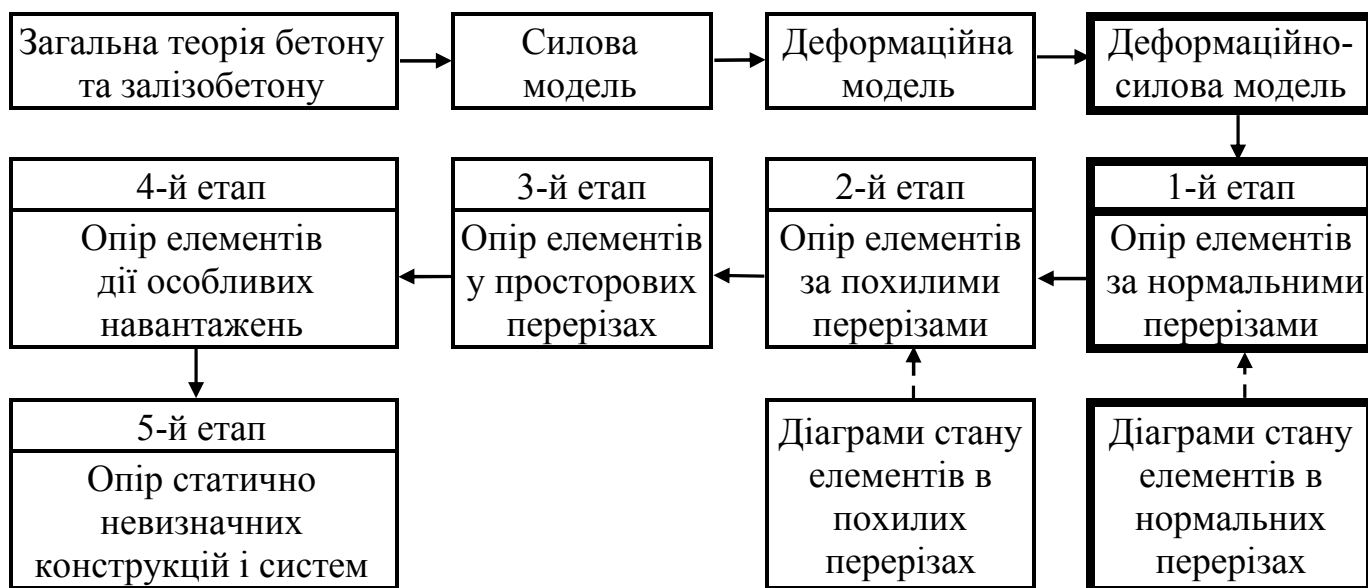 Загальна теорія бетону
та залізобетону
Силова
модель
Деформаційна
модель
Деформаційно-
силова модель
4-й етап
Опір елементів
дії особливих
навантажень
3-й етап
Опір елементів
у просторових
перерізах
2-й етап
Опір елементів
за похилими
перерізами
1-й етап
Опір елементів
за нормальними
перерізами
5-й етап
Опір статично
невизначних
конструкцій і систем
Діаграми стану
елементів в
похилих
перерізах
Діаграми стану
елементів в
нормальних
перерізах